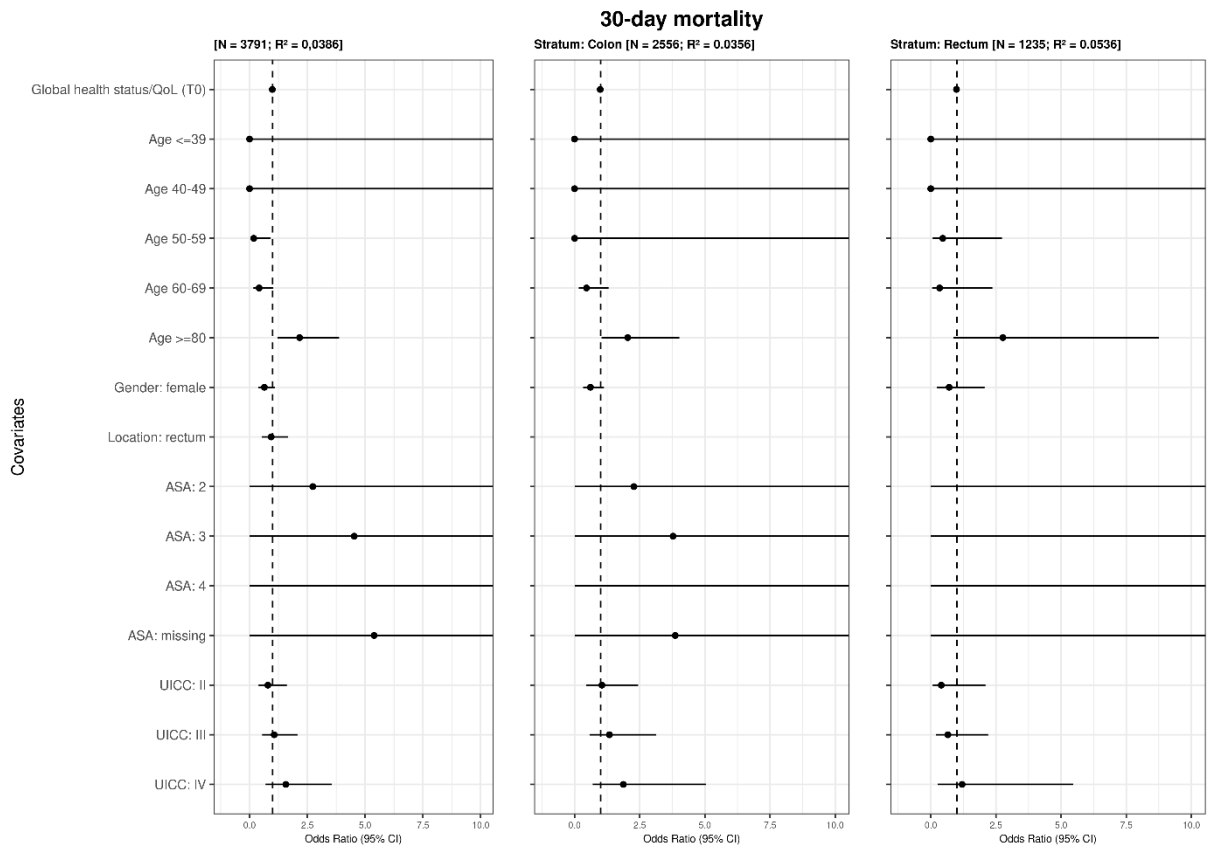 30-day mortality
[N = 3791; R² = 0,0386]
Stratum: Colon [N = 2556; R² = 0.0356]
Stratum: Rectum [N = 1235; R² = 0.0536]
Covariates
Global health status/QoL (T0)
Age <=39
Age 40-49
Age 50-59
Age 60-69
Age >=80
Gender: female
Location: rectum
ASA: 2
ASA: 3
ASA: 4
ASA: missing
UICC: II
UICC: III
UICC: IV
0.0 2.5 5.0 7.5 10.0
0.0 2.5 5.0 7.5 10.0
0.0 2.5 5.0 7.5 10.0
Odds Ratio (95% CI)
Odds Ratio (95% CI)
Odds Ratio (95% CI)